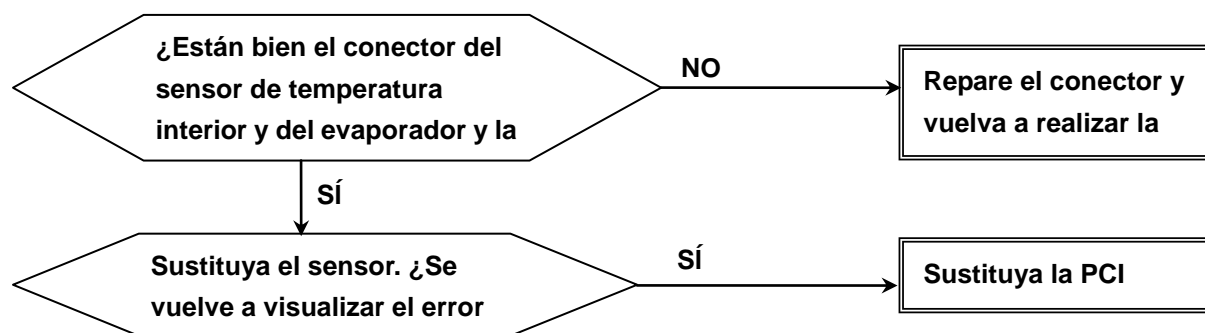 ¿Están bien el conector del
sensor de temperatura
interior y del evaporador y la
NO
Repare el conector y
vuelva a realizar la
SÍ
Sustituya el sensor. ¿Se
vuelve a visualizar el error
SÍ
Sustituya la PCI